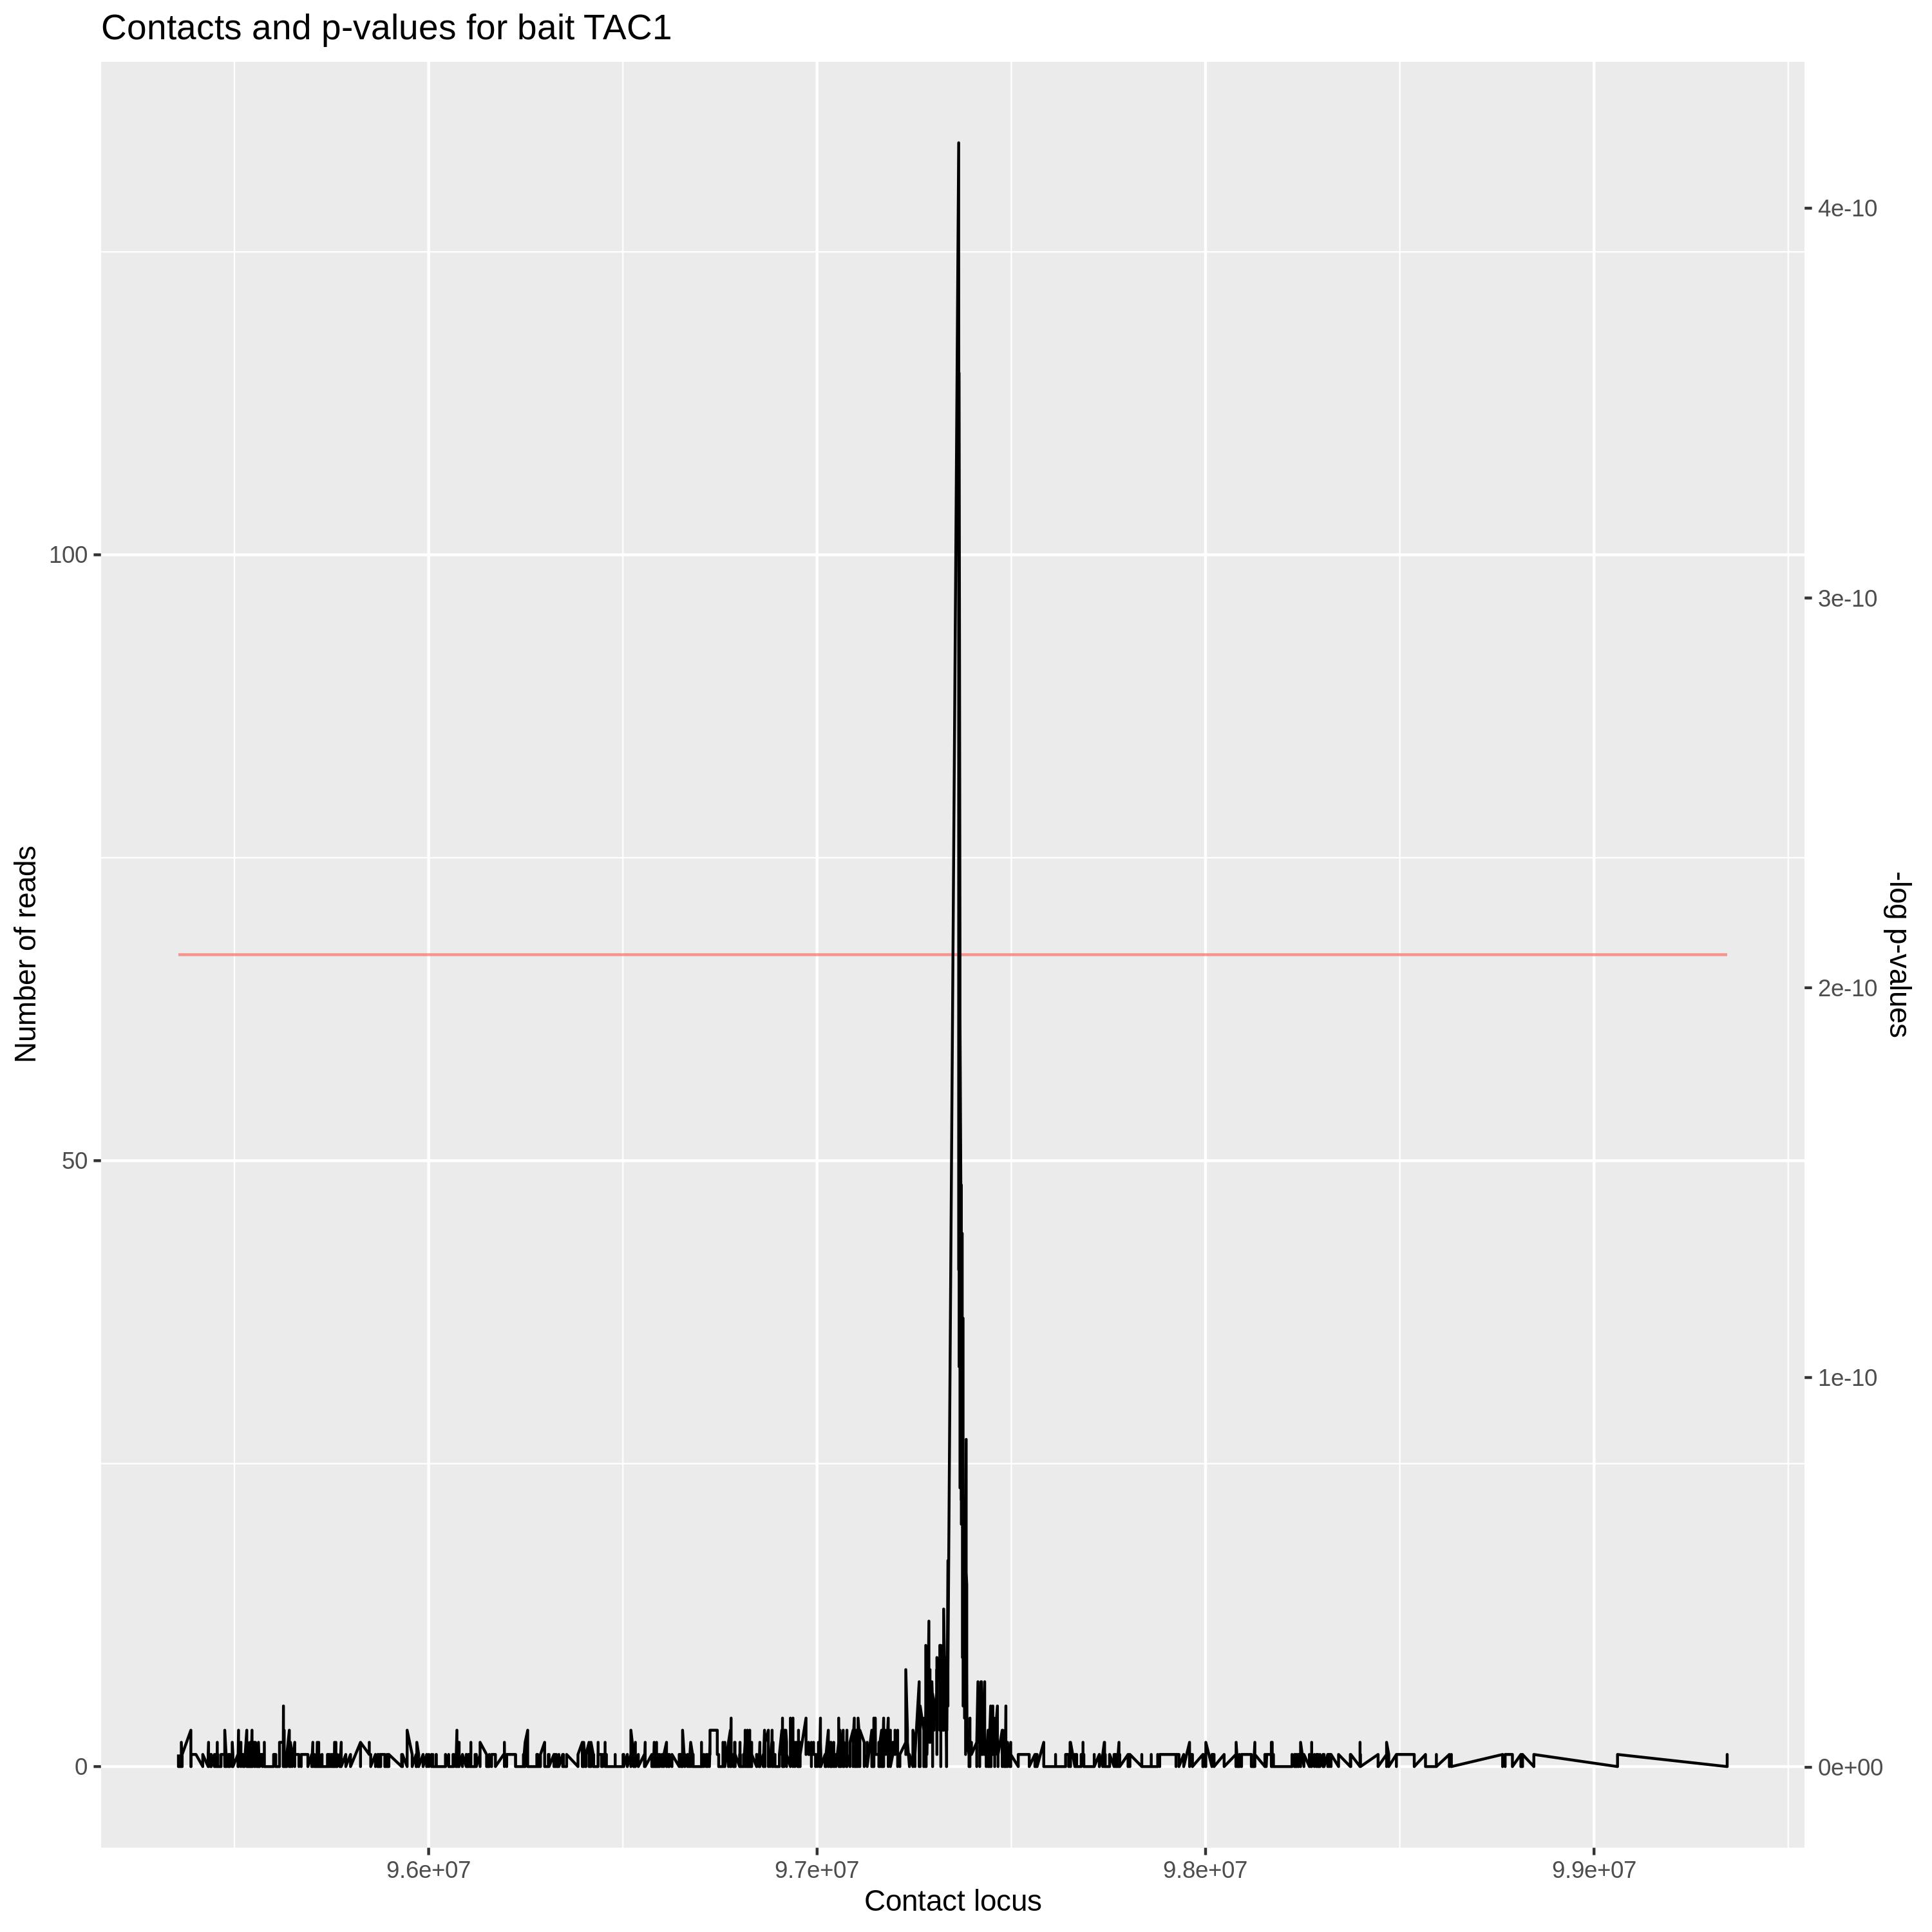 Contacts and p-values for bait TAC1
Number of reads
100
50
0
4e-10
3e-10
2e-10
1e-10
0e+00
-log p-values
9.6e+07
9.7e+07
9.8e+07
9.9e+07
Contact locus